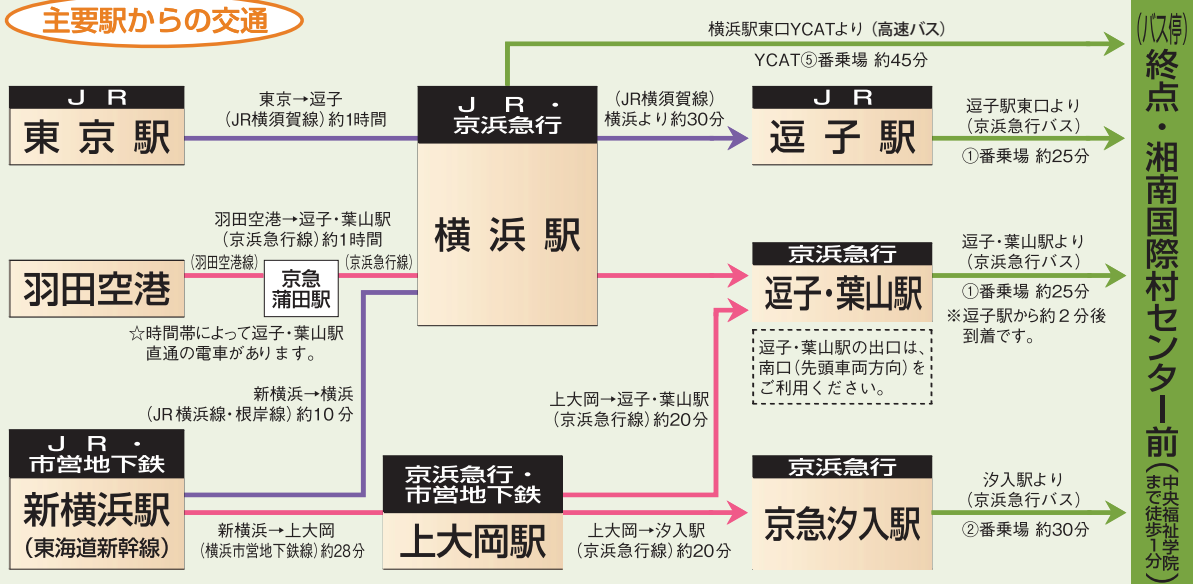 主要駅からの交通
横浜駅東口YCATより(高速バス)
YCAT⑤番乗場 約45分
JR
東京駅
東京→逗子
(JR横須賀線)約1時間
JR・
京浜急行
横浜駅
(JR横須賀線)
横浜より約30分
JR
逗子駅
逗子駅東口より
(京浜急行バス)
①番乗場 約25分
羽田空港→逗子・葉山駅
(京浜急行線)約1時間
羽田空港
(羽田空港線)
京急
蒲田駅
(京浜急行線)
☆時間帯によって逗子・葉山駅
直通の電車があります。
京浜急行
逗子・葉山駅
逗子・葉山駅より
(京浜急行バス)
①番乗場 約25分
※逗子駅から約2分後
到着です。
逗子・葉山駅の出口は、
南口(先頭車両方向)を
ご利用ください。
新横浜→横浜
(JR横浜線・根岸線)約10分
上大岡→逗子・葉山駅
(京浜急行線)約20分
JR・
市営地下鉄
新横浜駅
(東海道新幹線)
新横浜→上大岡
(横浜市営地下鉄線)約28分
京浜急行・
市営地下鉄
上大岡駅
上大岡→汐入駅
(京浜急行線)約20分
京浜急行
京急汐入駅
汐入駅より
(京浜急行バス)
②番乗場 約30分
(バス停)
終点・湘南国際村センター前
(中央福祉学院
まで徒歩1分)